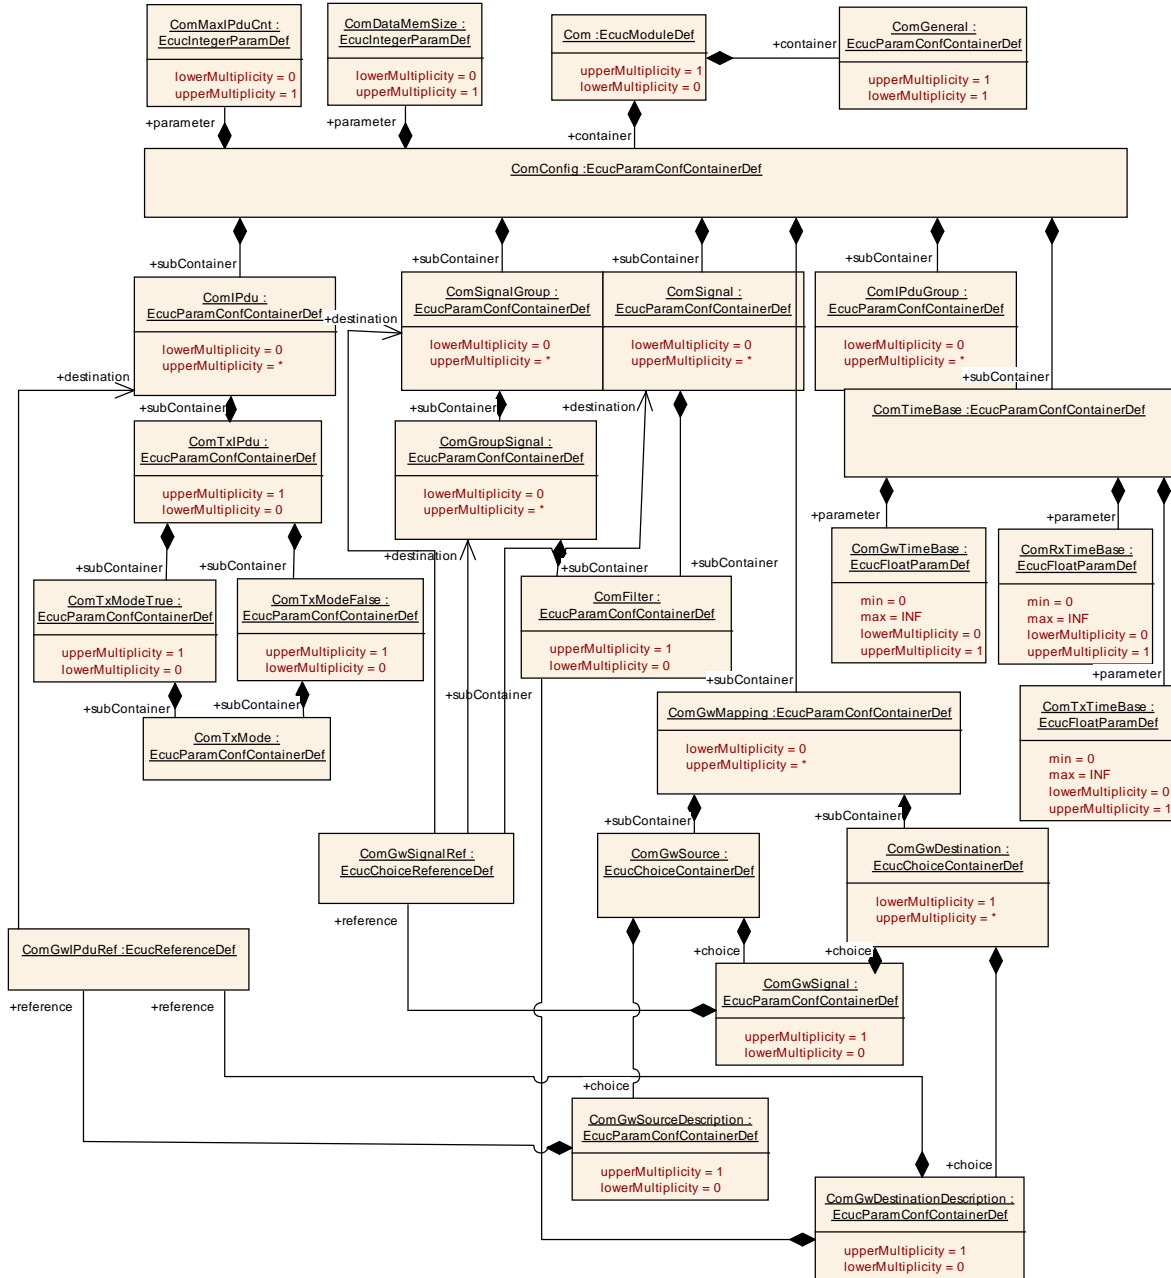 ComMaxIPduCnt :
EcucIntegerParamDef
lowerMultiplicity = 0
upperMultiplicity = 1
ComDataMemSize :
EcucIntegerParamDef
lowerMultiplicity = 0
upperMultiplicity = 1
Com :EcucModuleDef
upperMultiplicity = 1
lowerMultiplicity = 0
+container
ComGeneral :
EcucParamConfContainerDef
upperMultiplicity = 1
lowerMultiplicity = 1
+parameter
+parameter
+container
ComConfig :EcucParamConfContainerDef
+subContainer
+subContainer
+subContainer
+subContainer
ComIPdu :
EcucParamConfContainerDef
lowerMultiplicity = 0
upperMultiplicity = *
+destination
ComSignalGroup :
EcucParamConfContainerDef
lowerMultiplicity = 0
upperMultiplicity = *
ComSignal :
EcucParamConfContainerDef
lowerMultiplicity = 0
upperMultiplicity = *
ComIPduGroup :
EcucParamConfContainerDef
lowerMultiplicity = 0
upperMultiplicity = *
+subContainer
+destination
+subContainer
+subContainer
+destination
ComTimeBase :EcucParamConfContainerDef
ComTxIPdu :
EcucParamConfContainerDef
upperMultiplicity = 1
lowerMultiplicity = 0
ComGroupSignal :
EcucParamConfContainerDef
lowerMultiplicity = 0
upperMultiplicity = *
+parameter
+parameter
ComGwTimeBase :
EcucFloatParamDef
min = 0
max = INF
lowerMultiplicity = 0
upperMultiplicity = 1
ComRxTimeBase :
EcucFloatParamDef
min = 0
max = INF
lowerMultiplicity = 0
upperMultiplicity = 1
+subContainer
+subContainer
+destination
+subContainer
+subContainer
ComTxModeTrue :
EcucParamConfContainerDef
upperMultiplicity = 1
lowerMultiplicity = 0
ComTxModeFalse :
EcucParamConfContainerDef
upperMultiplicity = 1
lowerMultiplicity = 0
ComFilter :
EcucParamConfContainerDef
upperMultiplicity = 1
lowerMultiplicity = 0
+parameter
+subContainer
+subContainer
+subContainer
+subContainer
ComTxMode :
EcucParamConfContainerDef
ComGwMapping :EcucParamConfContainerDef
lowerMultiplicity = 0
upperMultiplicity = *
ComTxTimeBase :
EcucFloatParamDef
min = 0
max = INF
lowerMultiplicity = 0
upperMultiplicity = 1
+subContainer
+subContainer
ComGwSignalRef :
EcucChoiceReferenceDef
ComGwSource :
EcucChoiceContainerDef
ComGwDestination :
EcucChoiceContainerDef
lowerMultiplicity = 1
upperMultiplicity = *
+reference
ComGwIPduRef :EcucReferenceDef
+choice
+choice
ComGwSignal :
EcucParamConfContainerDef
upperMultiplicity = 1
lowerMultiplicity = 0
+reference
+reference
+choice
ComGwSourceDescription :
EcucParamConfContainerDef
upperMultiplicity = 1
lowerMultiplicity = 0
+choice
ComGwDestinationDescription :
EcucParamConfContainerDef
upperMultiplicity = 1
lowerMultiplicity = 0